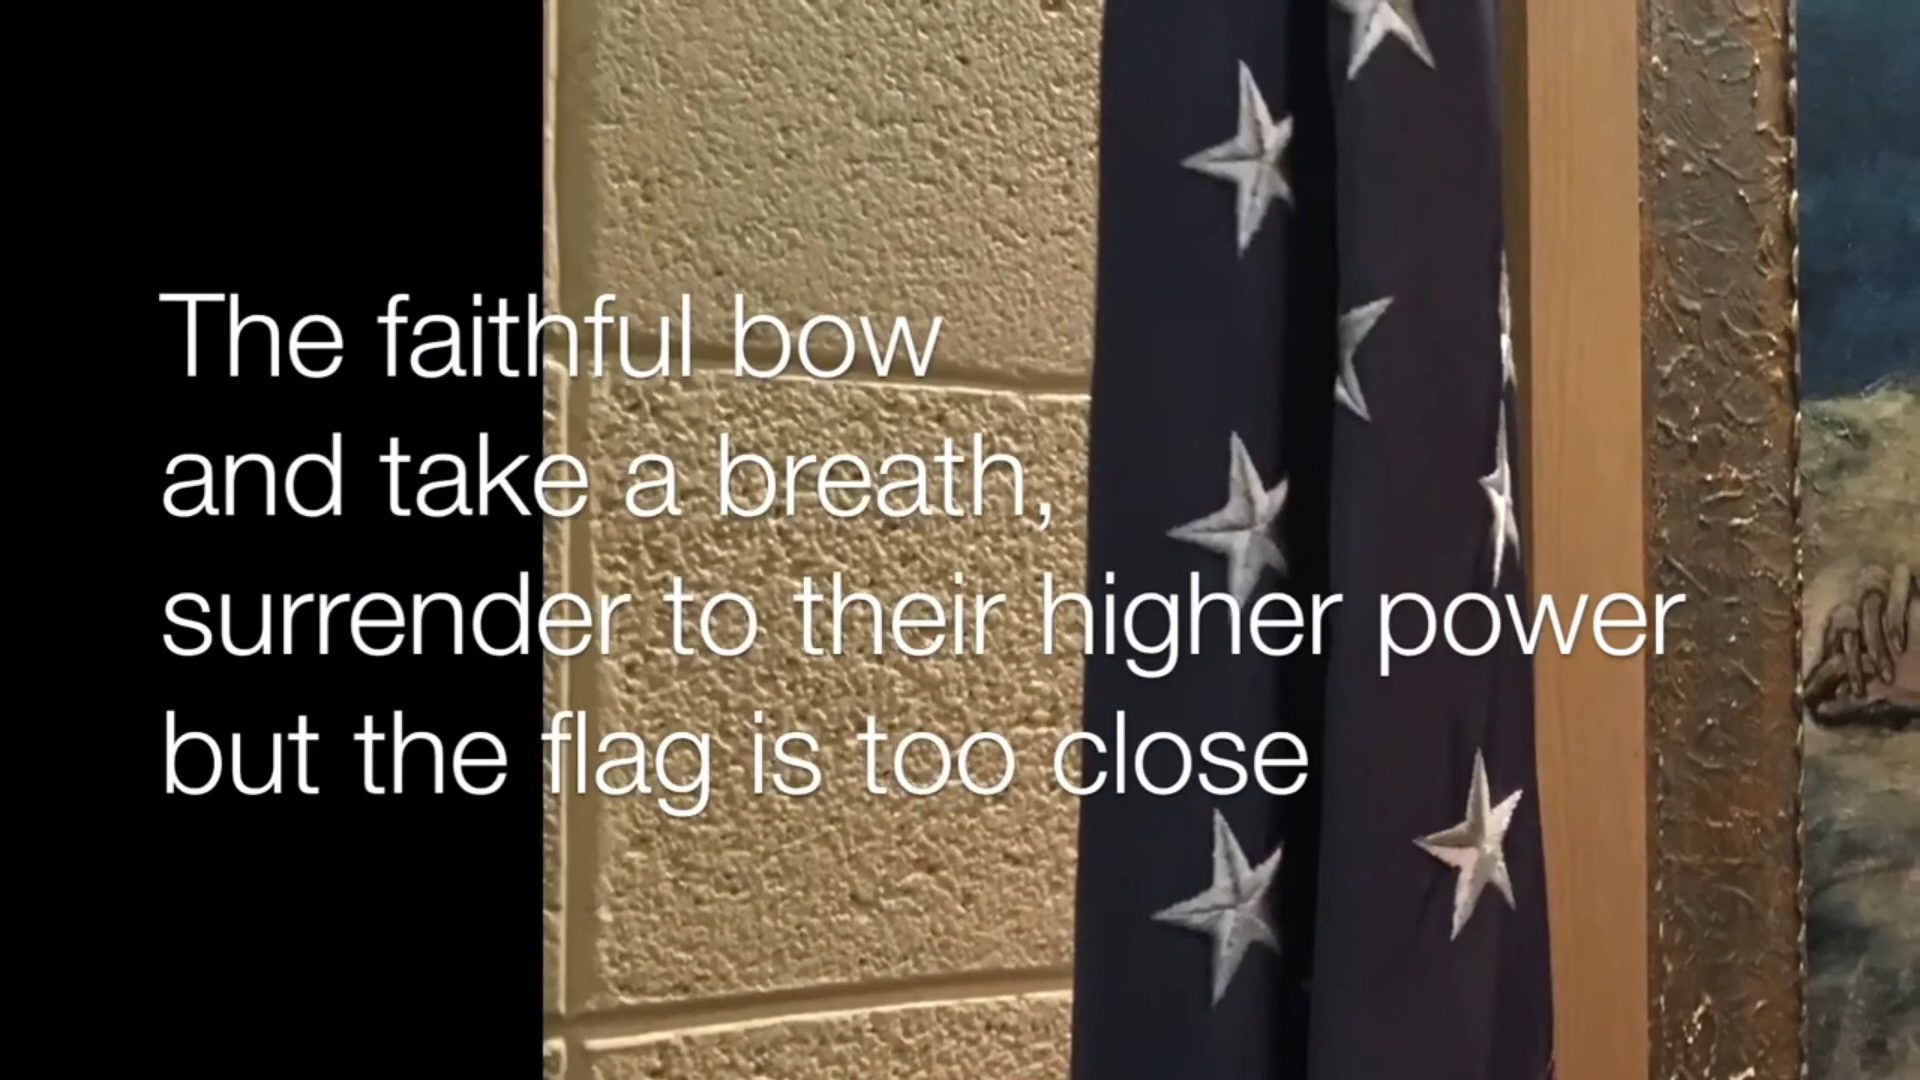 The faithful bow
and take a breath,
surrender to their higher power
but the flag is too close